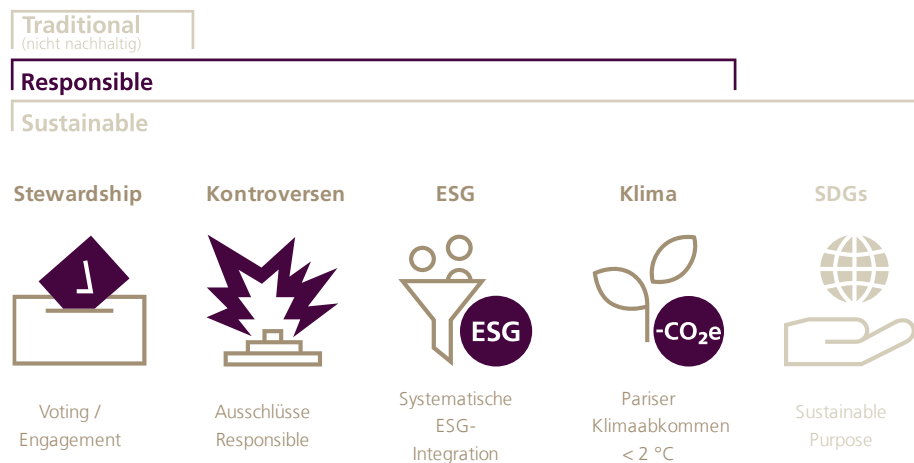 Traditional
(nicht nachhaltig)
Responsible
Sustainable
Stewardship
Kontroversen
ESG
Klima
SDGs
ESG
-CO₂e
Voting /
Engagement
Ausschlüsse
Responsible
Systematische
ESG-
Integration
Pariser
Klimaabkommen
< 2 °C
Sustainable
Purpose